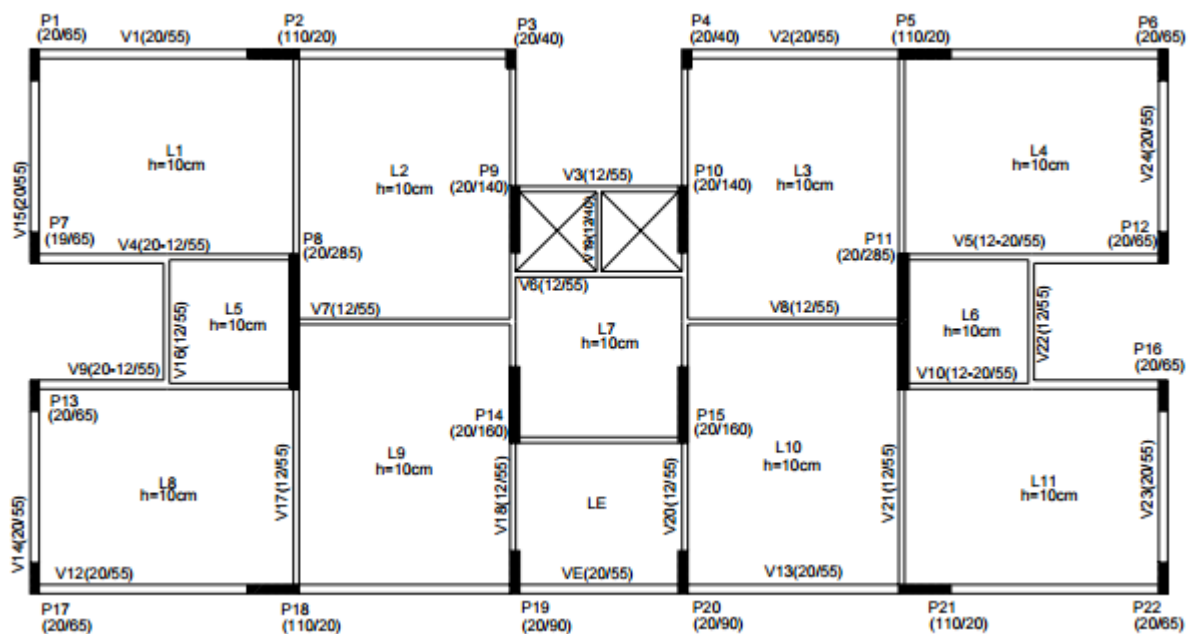 P1
(20/65)
V1(20/55)
P2
(110/20)
P3
(20/40)
P4
(20/40)
V2(20/55)
P5
(110/20)
P6
(20/65)
L1
h=10cm
L2
h=10cm
P9
(20/140)
V3(12/55)
P10
(20/140)
L3
h=10cm
L4
h=10cm
V24(20/55)
V15(20/55)
P7
(19/65)
V4(20-12/55)
P8
(20/285)
V19(12/40)
P11
(20/285)
V5(12-20/55)
P12
(20/65)
V6(12/55)
V16(12/55)
L5
h=10cm
V7(12/55)
L7
h=10cm
V8(12/55)
L6
h=10cm
V22(12/55)
V9(20-12/55)
V10(12-20/55)
P16
(20/65)
P13
(20/65)
P14
(20/160)
P15
(20/160)
L8
h=10cm
V17(12/55)
L9
h=10cm
V18(12/55)
LE
V20(12/55)
L10
h=10cm
V21(12/55)
L11
h=10cm
V23(20/55)
V14(20/55)
V12(20/55)
VE(20/55)
V13(20/55)
P17
(20/65)
P18
(110/20)
P19
(20/90)
P20
(20/90)
P21
(110/20)
P22
(20/65)